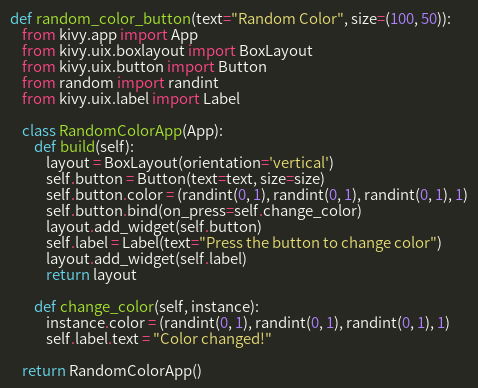 def random_color_button(text="Random Color", size=(100, 50)):
    from kivy.app import App
    from kivy.uix.boxlayout import BoxLayout
    from kivy.uix.button import Button
    from random import randint
    from kivy.uix.label import Label

    class RandomColorApp(App):
        def build(self):
            layout = BoxLayout(orientation='vertical')
            self.button = Button(text=text, size=size)
            self.button.color = (randint(0, 1), randint(0, 1), randint(0, 1), 1)
            self.button.bind(on_press=self.change_color)
            layout.add_widget(self.button)
            self.label = Label(text="Press the button to change color")
            layout.add_widget(self.label)
            return layout

        def change_color(self, instance):
            instance.color = (randint(0, 1), randint(0, 1), randint(0, 1), 1)
            self.label.text = "Color changed!"

    return RandomColorApp()